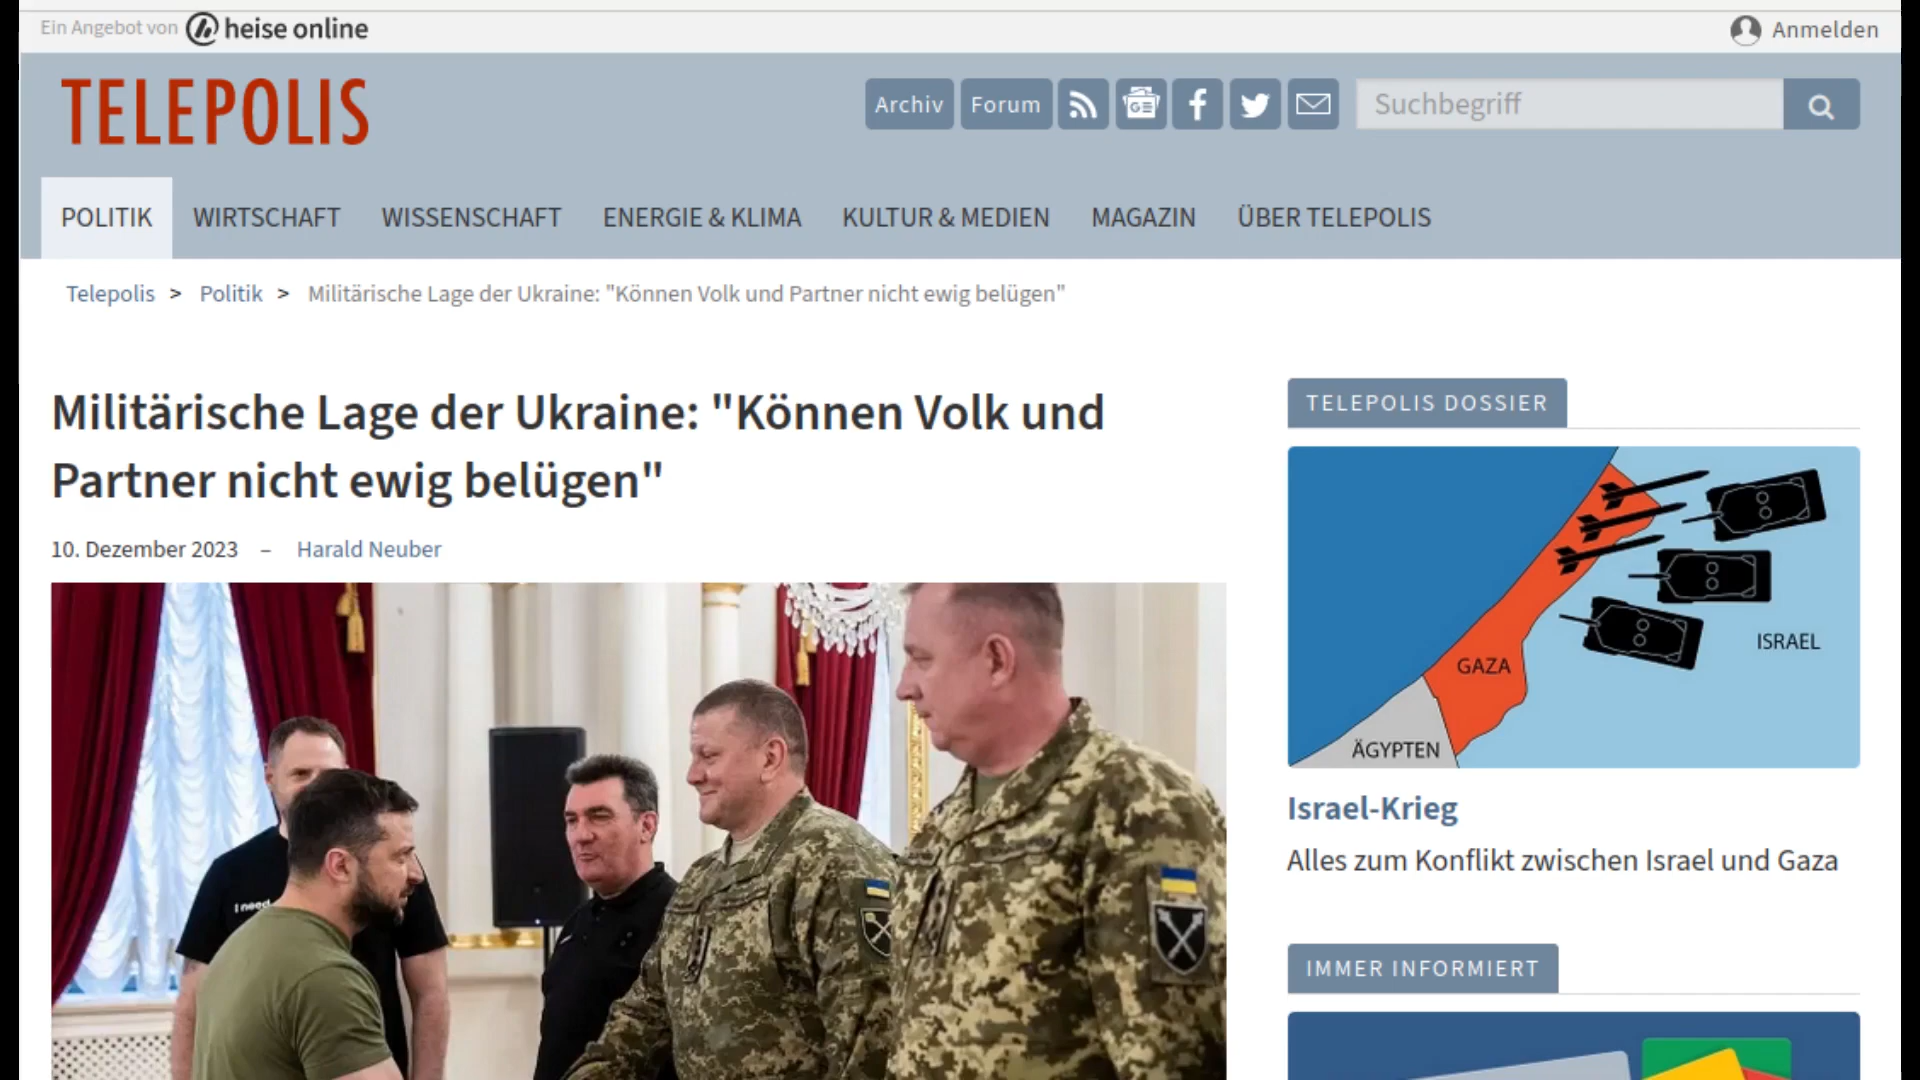 Ein Angebot von heise online
Anmelden
TELEPOLIS
Archiv Forum
Suchbegriff
POLITIK WIRTSCHAFT WISSENSCHAFT ENERGIE & KLIMA KULTUR & MEDIEN MAGAZIN ÜBER TELEPOLIS
Telepolis > Politik > Militärische Lage der Ukraine: "Können Volk und Partner nicht ewig belügen"
Militärische Lage der Ukraine: "Können Volk und
Partner nicht ewig belügen"
10. Dezember 2023 – Harald Neuber
I need
TELEPOLIS DOSSIER
ISRAEL
GAZA
ÄGYPTEN
Israel-Krieg
Alles zum Konflikt zwischen Israel und Gaza
IMMER INFORMIERT